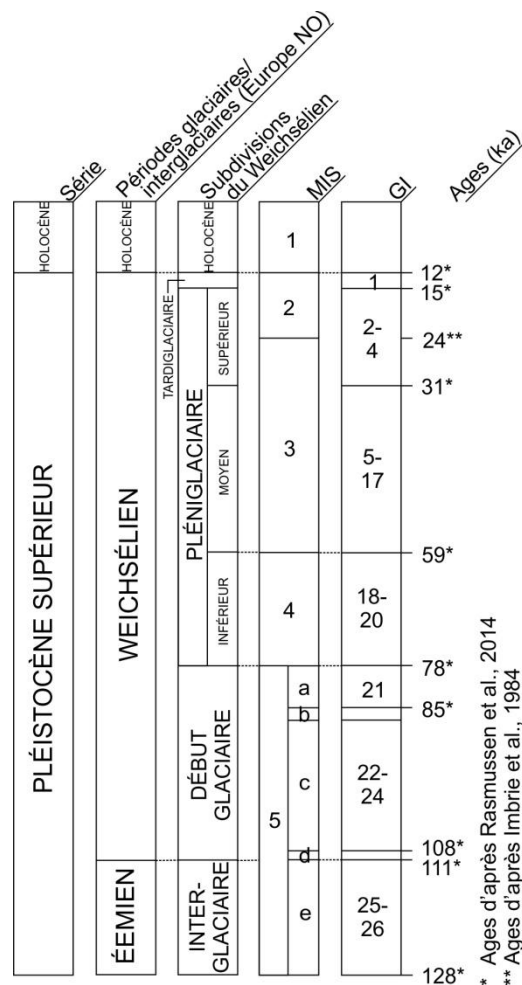 Série
Périodes glaciaires/
interglaciaires (Europe NO)
Subdivisions
du Weichsélien
MIS
GI
Ages (ka)
HOLOCÈNE
HOLOCÈNE
HOLOCÈNE
1
12*
TARDIGLACIAIRE
1
15*
2
SUPÉRIEUR
2-
4
24**
31*
PLÉISTOCÈNE SUPÉRIEUR
WEICHSÉLIEN
PLÉNIGLACIAIRE
MOYEN
3
5-
17
59*
INFÉRIEUR
4
18-
20
78*
DÉBUT
GLACIAIRE
5
a
21
85*
b
c
22-
24
108*
d
111*
ÉEMIEN
INTER-
GLACIAIRE
e
25-
26
128*
* Ages d'après Rasmussen et al., 2014
** Ages d'après Imbrie et al., 1984